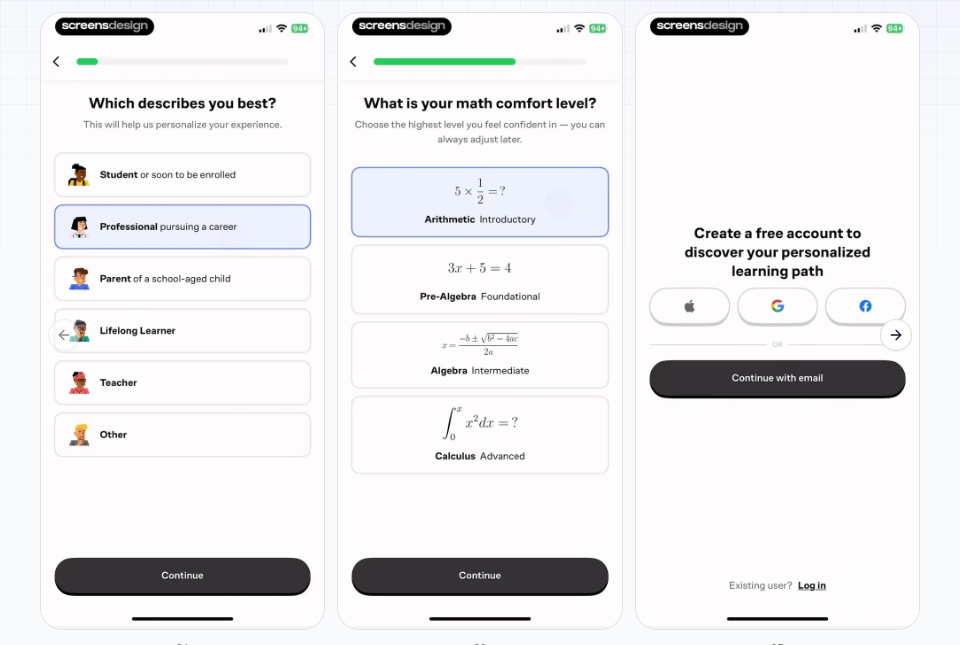 screensdesign
94+
Which describes you best?
This will help us personalize your experience.
Student or soon to be enrolled
Professional pursuing a career
Parent of a school-aged child
Lifelong Learner
Teacher
Other
Continue
screensdesign
94+
What is your math comfort level?
Choose the highest level you feel confident in — you can
always adjust later.
5 × 1/2 = ?
Arithmetic Introductory
3x + 5 = 4
Pre-Algebra Foundational
x = (−b ± √(b² − 4ac))/2a
Algebra Intermediate
∫₀ˣ x²dx = ?
Calculus Advanced
Continue
screensdesign
94+
Create a free account to
discover your personalized
learning path
OR
Continue with email
Existing user? Log in